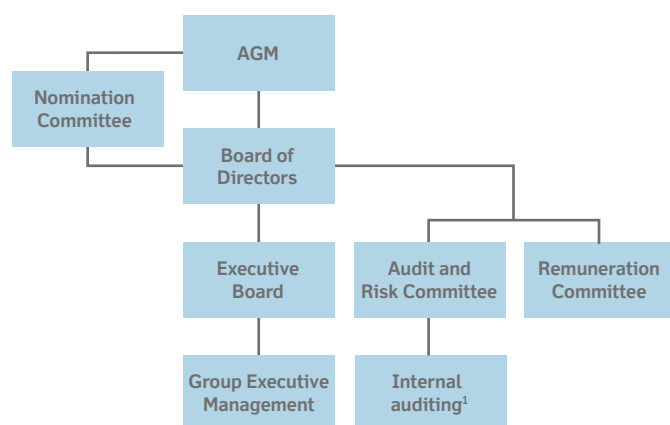 AGM
Nomination
Committee
Board of
Directors
Executive
Board
Audit and
Risk Committee
Remuneration
Committee
Group Executive
Management
Internal
auditing¹